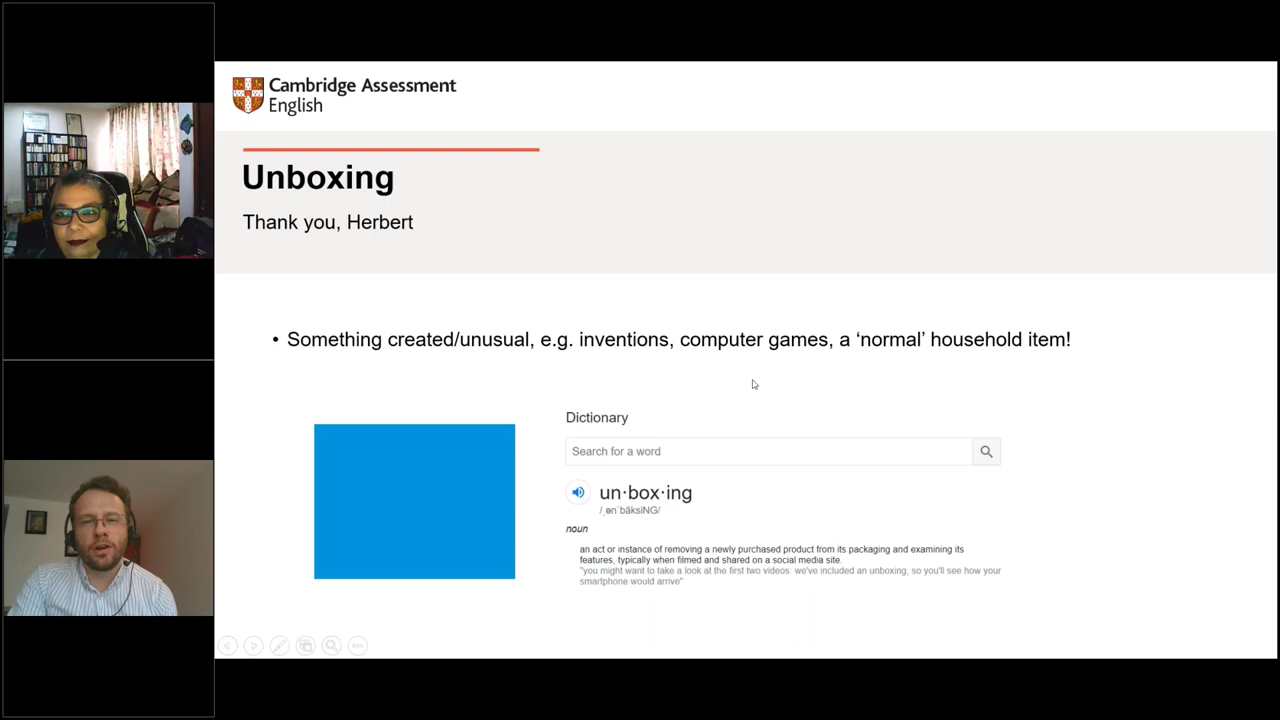 Cambridge Assessment
English
Unboxing
Thank you, Herbert
• Something created/unusual, e.g. inventions, computer games, a ‘normal’ household item!
Dictionary
Search for a word
un·box·ing
/ˌənˈbäksiNG/
noun
an act or instance of removing a newly purchased product from its packaging and examining its
features, typically when filmed and shared on a social media site.
"you might want to take a look at the first two videos: we've included an unboxing, so you'll see how your
smartphone would arrive"